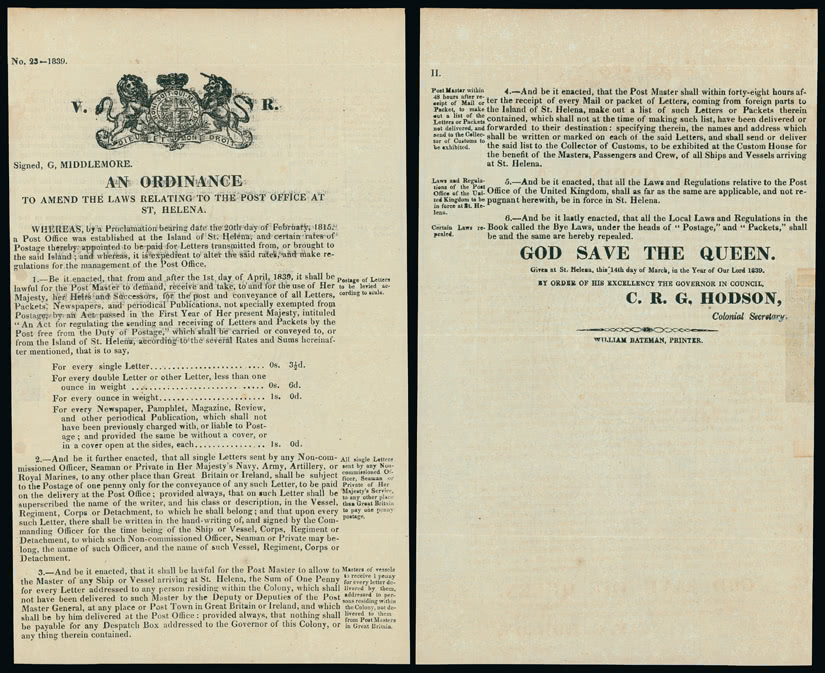 No. 23—1839.
V. R.
DIEU ET MON DROIT
Signed, G, MIDDLEMORE.
AN ORDINANCE
TO AMEND THE LAWS RELATING TO THE POST OFFICE AT
ST, HELENA.
WHEREAS, by a Proclamation bearing date the 20th day of February, 1815,
a Post Office was established at the Island of St. Helena, and certain rates of
Postage thereby appointed to be paid for Letters transmitted from, or brought to
the said Island; and whereas, it is expedient to alter the said rates, and make re-
gulations for the management of the Post Office.
1.—Be it enacted, that from and after the 1st day of April, 1839, it shall be
lawful for the Post Master to demand, receive and take, to and for the use of Her
Majesty, her Heirs and Successors, for the post and conveyance of all Letters,
Packets, Newspapers, and periodical Publications, not specially exempted from
Postage, by an Act passed in the First Year of Her present Majesty, intituled
"An Act for regulating the sending and receiving of Letters and Packets by the
Post free from the Duty of Postage," which shall be carried or conveyed to, or
from the Island of St. Helena, according to the several Rates and Sums hereinaf-
ter mentioned, that is to say,
Postage of Letters
to be levied ac-
cording to scale.
For every single Letter........................ 0s. 3½d.
For every double Letter or other Letter, less than one
ounce in weight ............................ 0s. 6d.
For every ounce in weight....................... 1s. 0d.
For every Newspaper, Pamphlet, Magazine, Review,
and other periodical Publication, which shall not
have been previously charged with, or liable to Post-
age; and provided the same be without a cover, or
in a cover open at the sides, each............... 1s. 0d.
2.—And be it further enacted, that all single Letters sent by any Non-com-
missioned Officer, Seaman or Private in Her Majesty's Navy, Army, Artillery, or
Royal Marines, to any other place than Great Britain or Ireland, shall be subject
to the Postage of one penny only for the conveyance of any such Letter, to be paid
on the delivery at the Post Office; provided always, that on such Letter shall be
superscribed the name of the writer, and his class or description, in the Vessel,
Regiment, Corps or Detachment, to which he shall belong; and that upon every
such Letter, there shall be written in the hand-writing of, and signed by the Com-
manding Officer for the time being of the Ship or Vessel, Corps, Regiment or
Detachment, to which such Non-commissioned Officer, Seaman or Private may be-
long, the name of such Officer, and the name of such Vessel, Regiment, Corps or
Detachment.
All single Letters
sent by any Non-
commissioned Of-
ficer, Seaman or
Private of Her
Majesty's Service,
to any other place
than Great Britain
to pay one penny
postage.
3.—And be it enacted, that it shall be lawful for the Post Master to allow to
the Master of any Ship or Vessel arriving at St. Helena, the Sum of One Penny
for every Letter addressed to any person residing within the Colony, which shall
not have been delivered to such Master by the Deputy or Deputies of the Post
Master General, at any place or Post Town in Great Britain or Ireland, and which
shall be by him delivered at the Post Office: provided always, that nothing shall
be payable for any Despatch Box addressed to the Governor of this Colony, or
any thing therein contained.
Masters of vessels
to receive 1 penny
for every letter de-
livered by them,
addressed to per-
sons residing within
the Colony, not de-
livered to them
from Post Masters
in Great Britain.
II.
Post Master within
48 hours after re-
ceipt of Mail or
Packet, to make
out a list of the
Letters or Packets
not delivered, and
send to the Collec-
tor of Customs to
be exhibited.
4.—And be it enacted, that the Post Master shall within forty-eight hours af-
ter the receipt of every Mail or packet of Letters, coming from foreign parts to
the Island of St. Helena, make out a list of such Letters or Packets therein
contained, which shall not at the time of making such list, have been delivered or
forwarded to their destination: specifying therein, the names and address which
shall be written or marked on each of the said Letters, and shall send or deliver
the said list to the Collector of Customs, to be exhibited at the Custom House for
the benefit of the Masters, Passengers and Crew, of all Ships and Vessels arriving
at St. Helena.
Laws and Regula-
tions of the Post
Office of the Uni-
ted Kingdom to be
in force at St. He-
lena.
5.—And be it enacted, that all the Laws and Regulations relative to the Post
Office of the United Kingdom, shall as far as the same are applicable, and not re-
pugnant herewith, be in force in St. Helena.
Certain Laws re-
pealed.
6.—And be it lastly enacted, that all the Local Laws and Regulations in the
Book called the Bye Laws, under the heads of "Postage," and "Packets," shall
be and the same are hereby repealed.
GOD SAVE THE QUEEN.
Given at St. Helena, this 14th day of March, in the Year of Our Lord 1839.
BY ORDER OF HIS EXCELLENCY THE GOVERNOR IN COUNCIL,
C. R. G. HODSON,
Colonial Secretary.
WILLIAM BATEMAN, PRINTER.